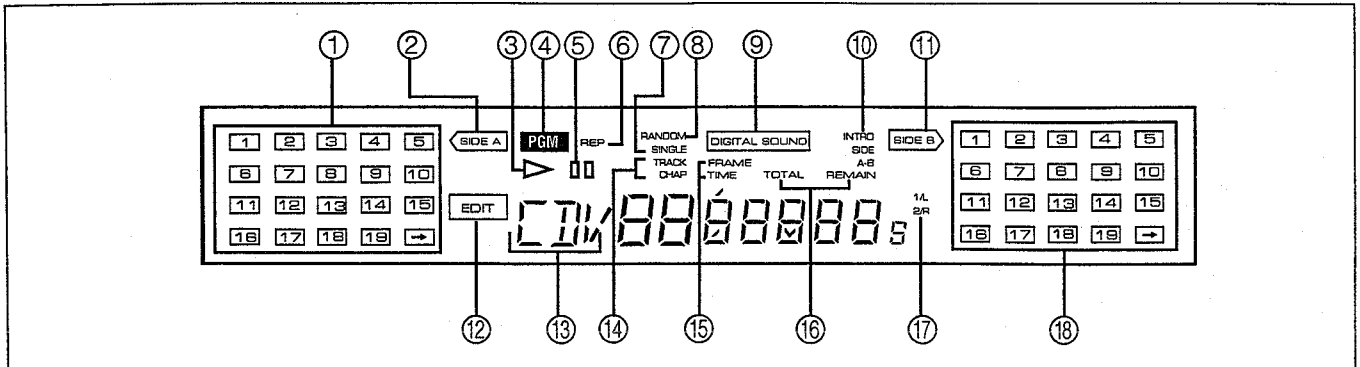 ① ② ③ ④ ⑤ ⑥ ⑦ ⑧ ⑨ ⑩ ⑪
1 2 3 4 5
6 7 8 9 10
11 12 13 14 15
16 17 18 19 →
SIDE A
PGM
REP
RANDOM
SINGLE
DIGITAL SOUND
INTRO
SIDE
A-B
SIDE B
TRACK
CHAP
FRAME
TIME
TOTAL
REMAIN
EDIT
CDV 88 88888 s
1/L
2/R
1 2 3 4 5
6 7 8 9 10
11 12 13 14 15
16 17 18 19 →
⑫ ⑬ ⑭ ⑮ ⑯ ⑰ ⑱